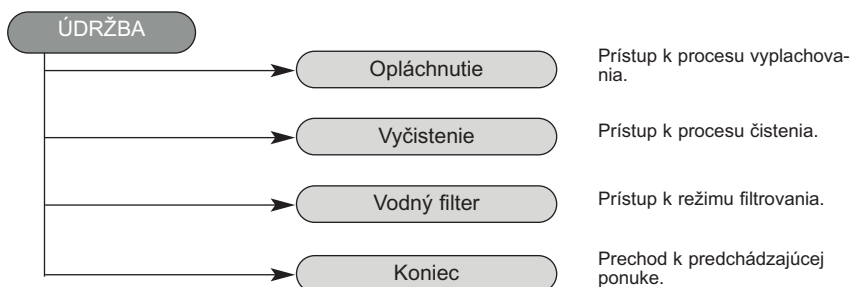 ÚDRŽBA
Opláchnutie
Prístup k procesu vyplachova-
nia.
Vyčistenie
Prístup k procesu čistenia.
Vodný filter
Prístup k režimu filtrovania.
Koniec
Prechod k predchádzajúcej
ponuke.